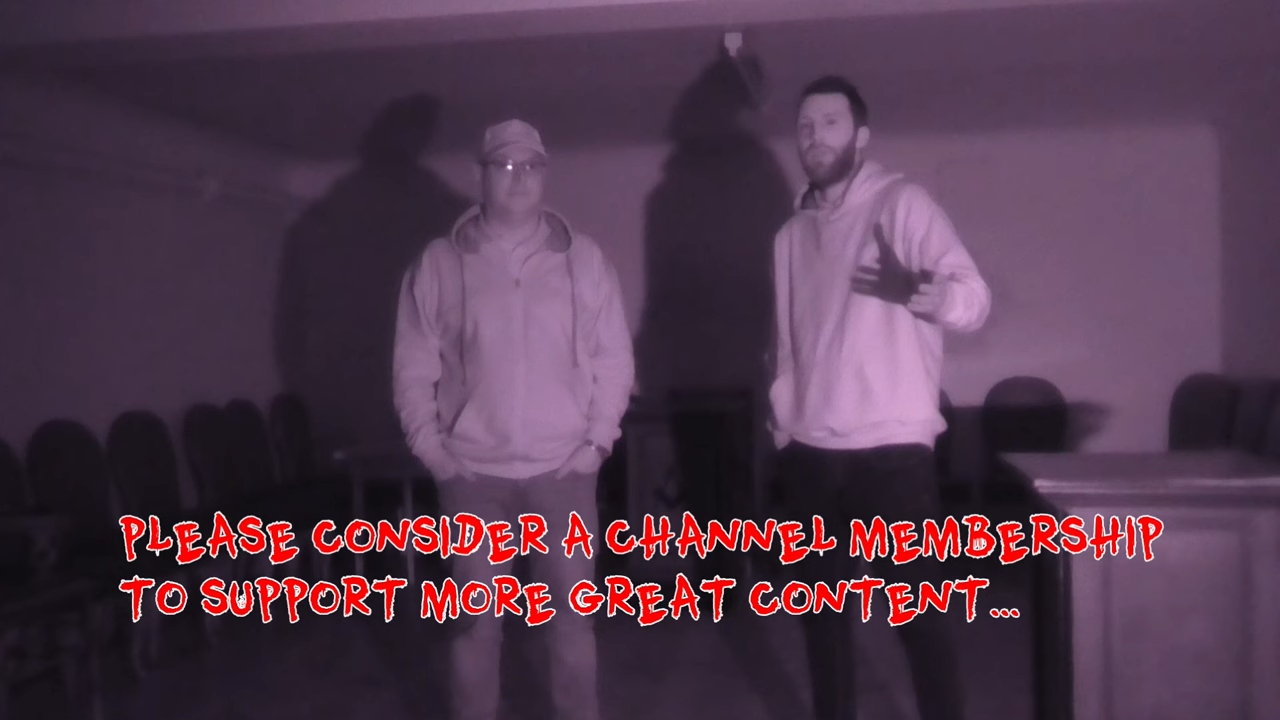 PLEASE CONSIDER A CHANNEL MEMBERSHIP
TO SUPPORT MORE GREAT CONTENT...